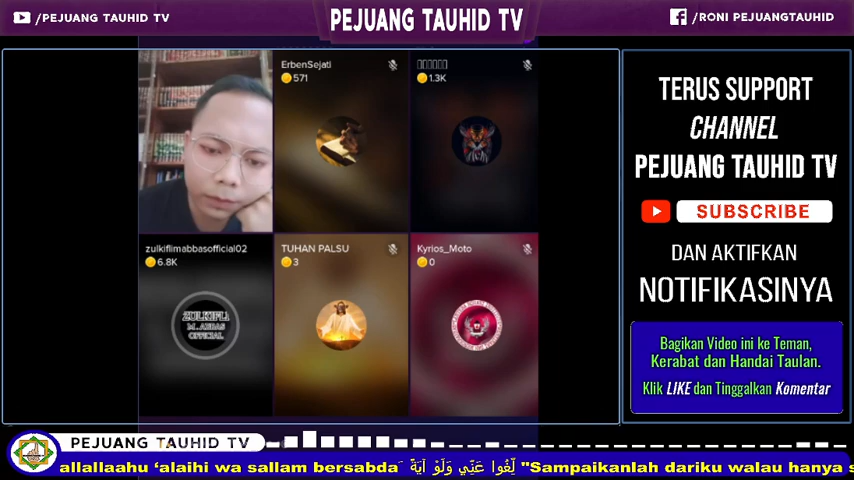 /PEJUANG TAUHID TV
PEJUANG TAUHID TV
/RONI PEJUANGTAUHID
ErbenSejati
571
1.3K
zulkiflimabbasofficial02
6.8K
TUHAN PALSU
3
Kyrios_Moto
0
ZULKIFLI
M. ABBAS
OFFICIAL
TERUS SUPPORT
CHANNEL
PEJUANG TAUHID TV
SUBSCRIBE
DAN AKTIFKAN
NOTIFIKASINYA
Bagikan Video ini ke Teman,
Kerabat dan Handai Taulan.
Klik LIKE dan Tinggalkan Komentar
PEJUANG TAUHID TV
allallaahu ‘alaihi wa sallam bersabda لِّغُوا عَنِّي وَلَوْ آيَةً "Sampaikanlah dariku walau hanya s